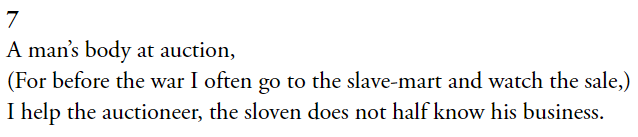 7
A man’s body at auction,
(For before the war I often go to the slave-mart and watch the sale,)
I help the auctioneer, the sloven does not half know his business.